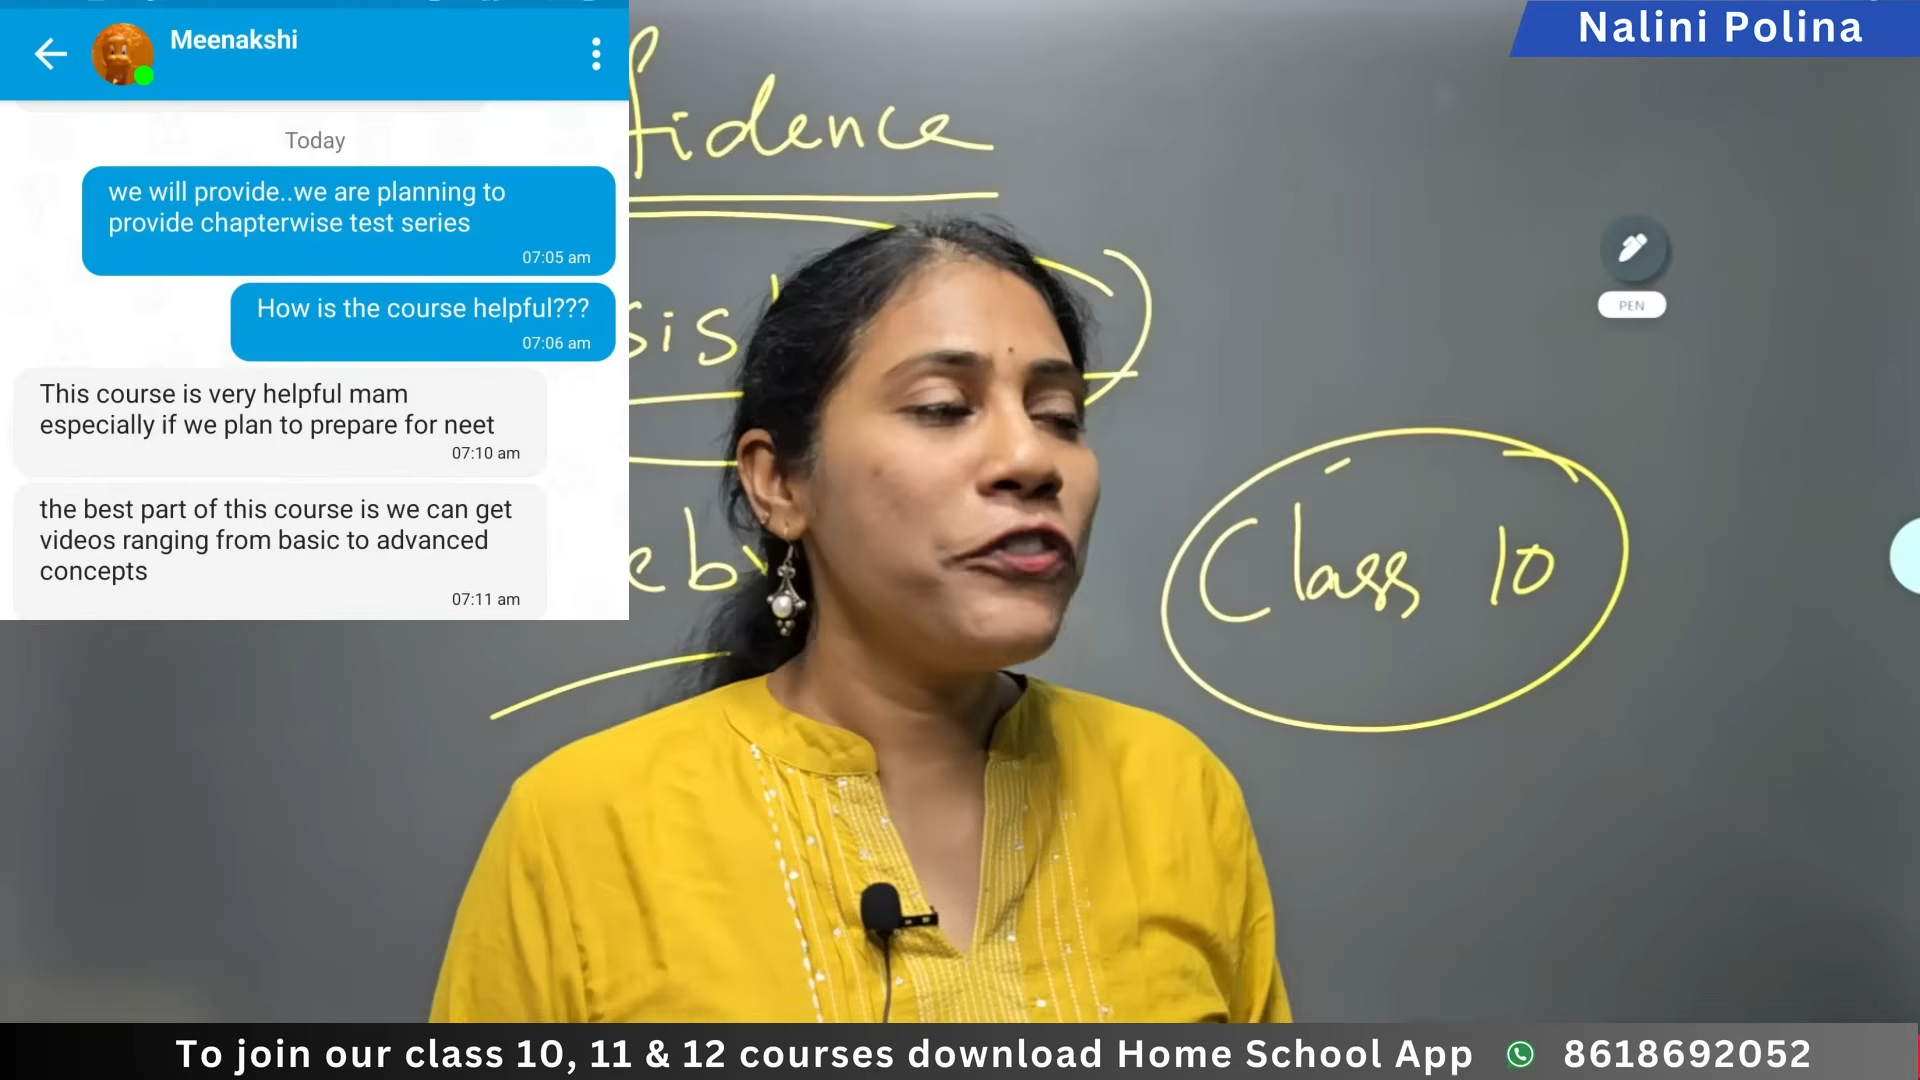 Meenakshi
Today
we will provide..we are planning to
provide chapterwise test series
07:05 am
How is the course helpful???
07:06 am
This course is very helpful mam
especially if we plan to prepare for neet
07:10 am
the best part of this course is we can get
videos ranging from basic to advanced
concepts
07:11 am
Nalini Polina
fidence
sis
PEN
eb
Class 10
To join our class 10, 11 & 12 courses download Home School App 8618692052